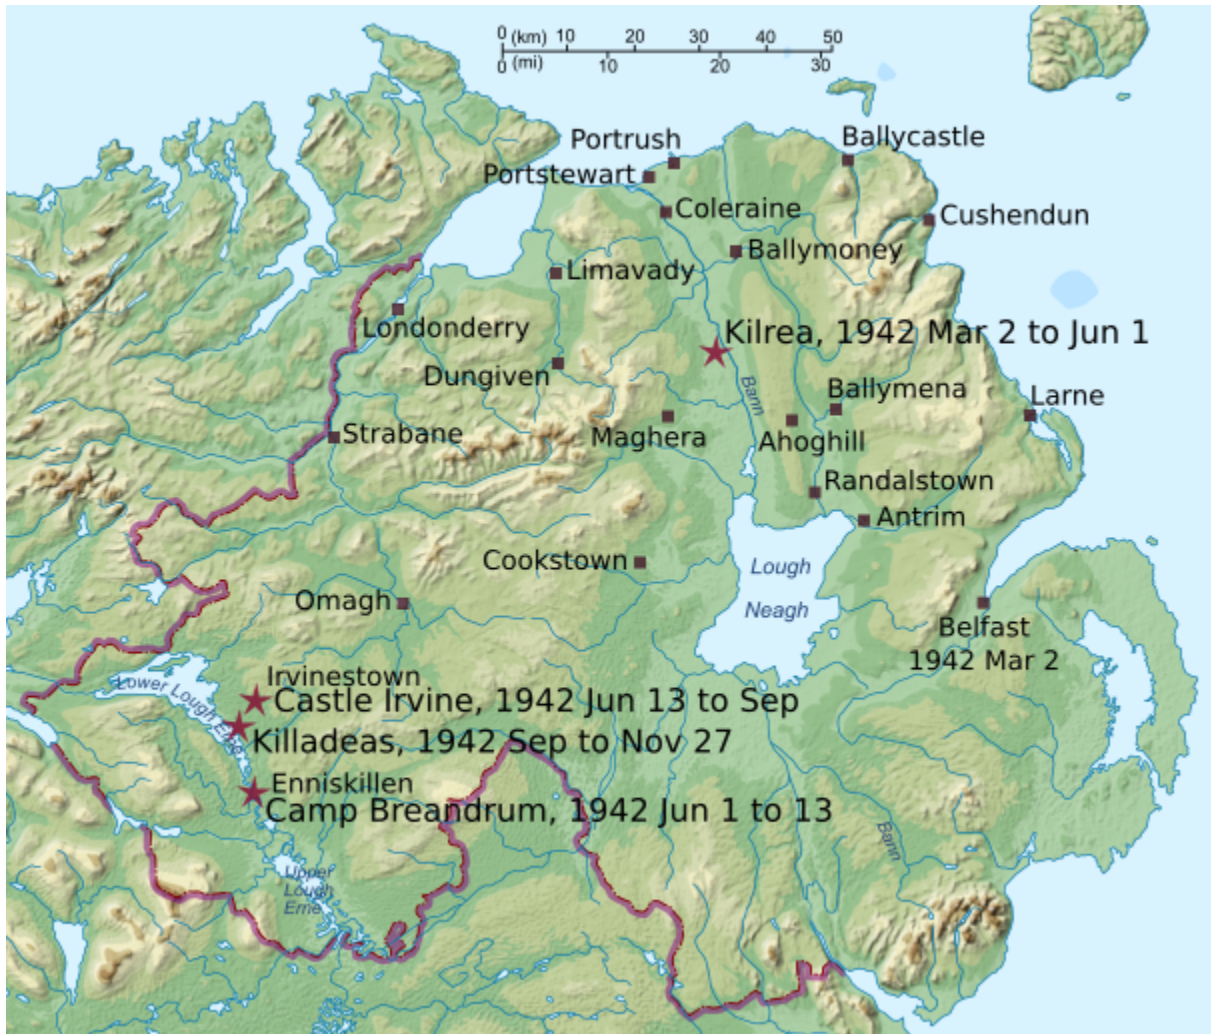 0 (km) 10 20 30 40 50
0 (mi) 10 20 30
Portrush
Ballycastle
Portstewart
Coleraine
Cushendun
Ballymoney
Limavady
Londonderry
Kilrea, 1942 Mar 2 to Jun 1
Dungiven
Bann
Ballymena
Larne
Strabane
Maghera
Ahoghill
Randalstown
Antrim
Cookstown
Lough
Neagh
Omagh
Belfast
1942 Mar 2
Irvinestown
Lower Lough Erne
Castle Irvine, 1942 Jun 13 to Sep
Killadeas, 1942 Sep to Nov 27
Enniskillen
Camp Breandrum, 1942 Jun 1 to 13
Bann
Upper
Lough
Erne